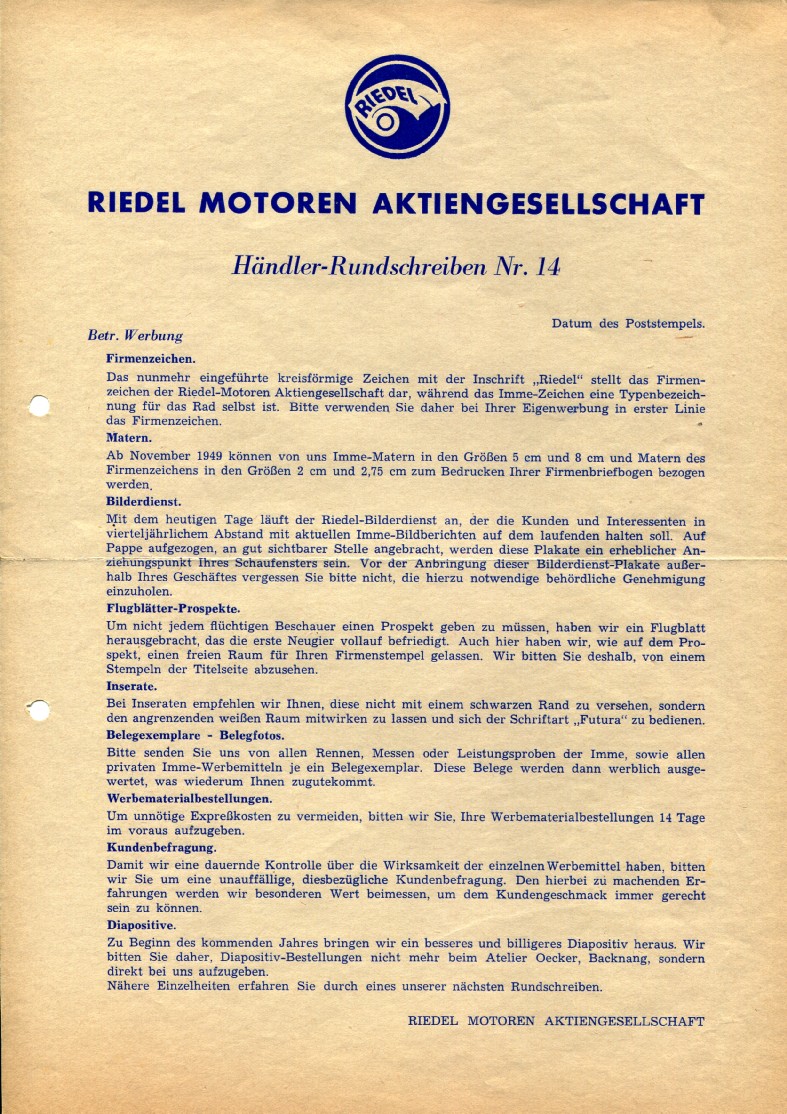 RIEDEL
RIEDEL MOTOREN AKTIENGESELLSCHAFT
Händler-Rundschreiben Nr. 14
Datum des Poststempels.
Betr. Werbung
Firmenzeichen.
Das nunmehr eingeführte kreisförmige Zeichen mit der Inschrift „Riedel“ stellt das Firmen-
zeichen der Riedel-Motoren Aktiengesellschaft dar, während das Imme-Zeichen eine Typenbezeich-
nung für das Rad selbst ist. Bitte verwenden Sie daher bei Ihrer Eigenwerbung in erster Linie
das Firmenzeichen.
Matern.
Ab November 1949 können von uns Imme-Matern in den Größen 5 cm und 8 cm und Matern des
Firmenzeichens in den Größen 2 cm und 2,75 cm zum Bedrucken Ihrer Firmenbriefbogen bezogen
werden.
Bilderdienst.
Mit dem heutigen Tage läuft der Riedel-Bilderdienst an, der die Kunden und Interessenten in
vierteljährlichem Abstand mit aktuellen Imme-Bildberichten auf dem laufenden halten soll. Auf
Pappe aufgezogen, an gut sichtbarer Stelle angebracht, werden diese Plakate ein erheblicher An-
ziehungspunkt Ihres Schaufensters sein. Vor der Anbringung dieser Bilderdienst-Plakate außer-
halb Ihres Geschäftes vergessen Sie bitte nicht, die hierzu notwendige behördliche Genehmigung
einzuholen.
Flugblätter-Prospekte.
Um nicht jedem flüchtigen Beschauer einen Prospekt geben zu müssen, haben wir ein Flugblatt
herausgebracht, das die erste Neugier vollauf befriedigt. Auch hier haben wir, wie auf dem Pro-
spekt, einen freien Raum für Ihren Firmenstempel gelassen. Wir bitten Sie deshalb, von einem
Stempeln der Titelseite abzusehen.
Inserate.
Bei Inseraten empfehlen wir Ihnen, diese nicht mit einem schwarzen Rand zu versehen, sondern
den angrenzenden weißen Raum mitwirken zu lassen und sich der Schriftart „Futura“ zu bedienen.
Belegexemplare - Belegfotos.
Bitte senden Sie uns von allen Rennen, Messen oder Leistungsproben der Imme, sowie allen
privaten Imme-Werbemitteln je ein Belegexemplar. Diese Belege werden dann werblich ausge-
wertet, was wiederum Ihnen zugutekommt.
Werbematerialbestellungen.
Um unnötige Expreßkosten zu vermeiden, bitten wir Sie, Ihre Werbematerialbestellungen 14 Tage
im voraus aufzugeben.
Kundenbefragung.
Damit wir eine dauernde Kontrolle über die Wirksamkeit der einzelnen Werbemittel haben, bitten
wir Sie um eine unauffällige, diesbezügliche Kundenbefragung. Den hierbei zu machenden Er-
fahrungen werden wir besonderen Wert beimessen, um dem Kundengeschmack immer gerecht
sein zu können.
Diapositive.
Zu Beginn des kommenden Jahres bringen wir ein besseres und billigeres Diapositiv heraus. Wir
bitten Sie daher, Diapositiv-Bestellungen nicht mehr beim Atelier Oecker, Backnang, sondern
direkt bei uns aufzugeben.
Nähere Einzelheiten erfahren Sie durch eines unserer nächsten Rundschreiben.
RIEDEL MOTOREN AKTIENGESELLSCHAFT